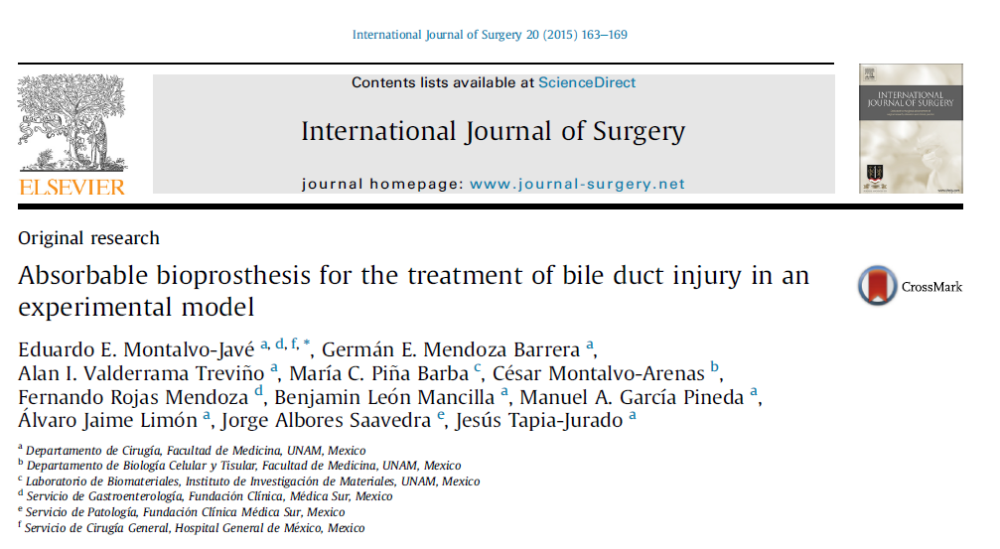 International Journal of Surgery 20 (2015) 163–169
Contents lists available at ScienceDirect
International Journal of Surgery
journal homepage: www.journal-surgery.net
ELSEVIER
INTERNATIONAL
JOURNAL OF SURGERY
Original research
Absorbable bioprosthesis for the treatment of bile duct injury in an
experimental model
CrossMark
Eduardo E. Montalvo-Javé a, d, f, *, Germán E. Mendoza Barrera a,
Alan I. Valderrama Treviño a, María C. Piña Barba c, César Montalvo-Arenas b,
Fernando Rojas Mendoza d, Benjamin León Mancilla a, Manuel A. García Pineda a,
Álvaro Jaime Limón a, Jorge Albores Saavedra e, Jesús Tapia-Jurado a
a Departamento de Cirugía, Facultad de Medicina, UNAM, Mexico
b Departamento de Biología Celular y Tisular, Facultad de Medicina, UNAM, Mexico
c Laboratorio de Biomateriales, Instituto de Investigación de Materiales, UNAM, Mexico
d Servicio de Gastroenterología, Fundación Clínica, Médica Sur, Mexico
e Servicio de Patología, Fundación Clínica Médica Sur, Mexico
f Servicio de Cirugía General, Hospital General de México, Mexico